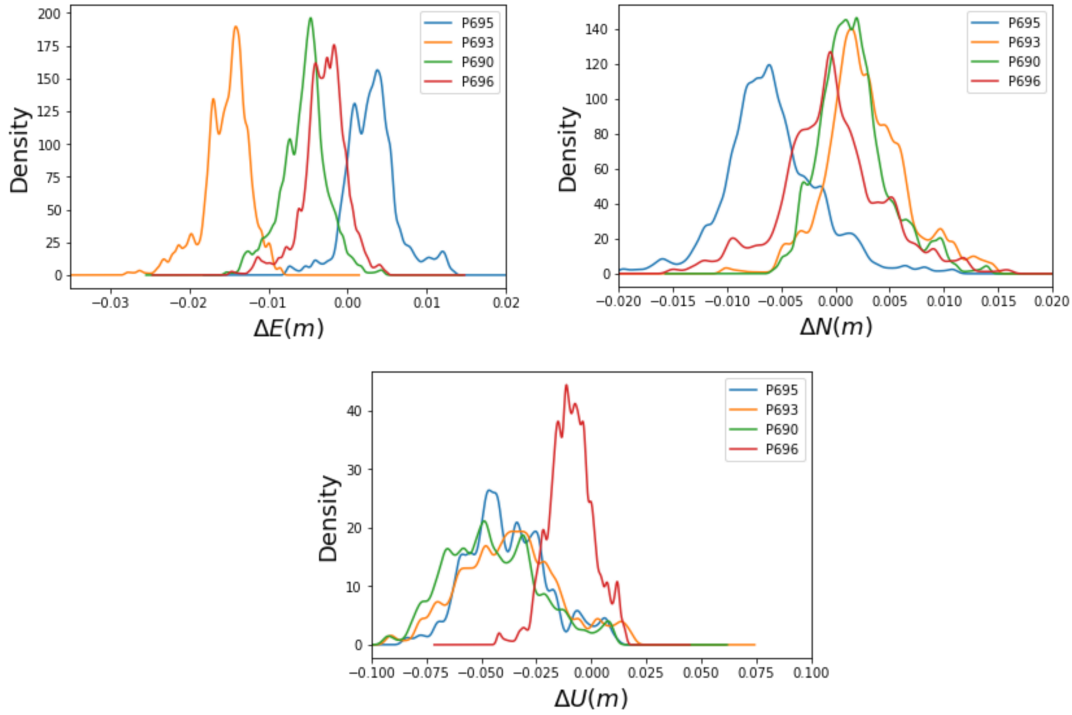 200
175
150
125
100
75
50
25
0
Density
−0.03
−0.02
−0.01
0.00
0.01
0.02
ΔE(m)
P695
P693
P690
P696
140
120
100
80
60
40
20
0
Density
−0.020
−0.015
−0.010
−0.005
0.000
0.005
0.010
0.015
0.020
ΔN(m)
P695
P693
P690
P696
40
30
20
10
0
Density
−0.100
−0.075
−0.050
−0.025
0.000
0.025
0.050
0.075
0.100
ΔU(m)
P695
P693
P690
P696